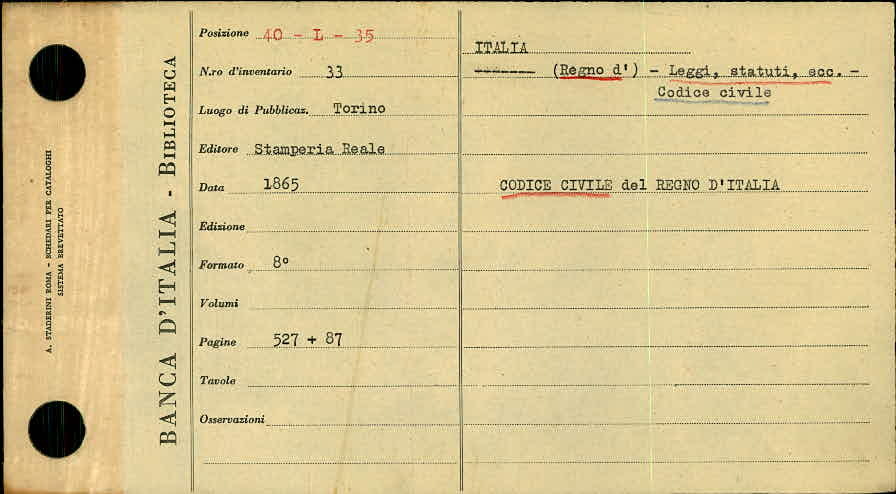 A. STADERINI ROMA - SCHEDARI PER CATALOGHI
SISTEMA BREVETTATO
BANCA D'ITALIA - BIBLIOTECA
Posizione 40 - L - 35
N.ro d'inventario 33
Luogo di Pubblicaz. Torino
Editore Stamperia Reale
Data 1865
Edizione
Formato 8°
Volumi
Pagine 527 + 87
Tavole
Osservazioni
ITALIA
(Regno d') - Leggi, statuti, ecc. -
Codice civile
CODICE CIVILE del REGNO D'ITALIA